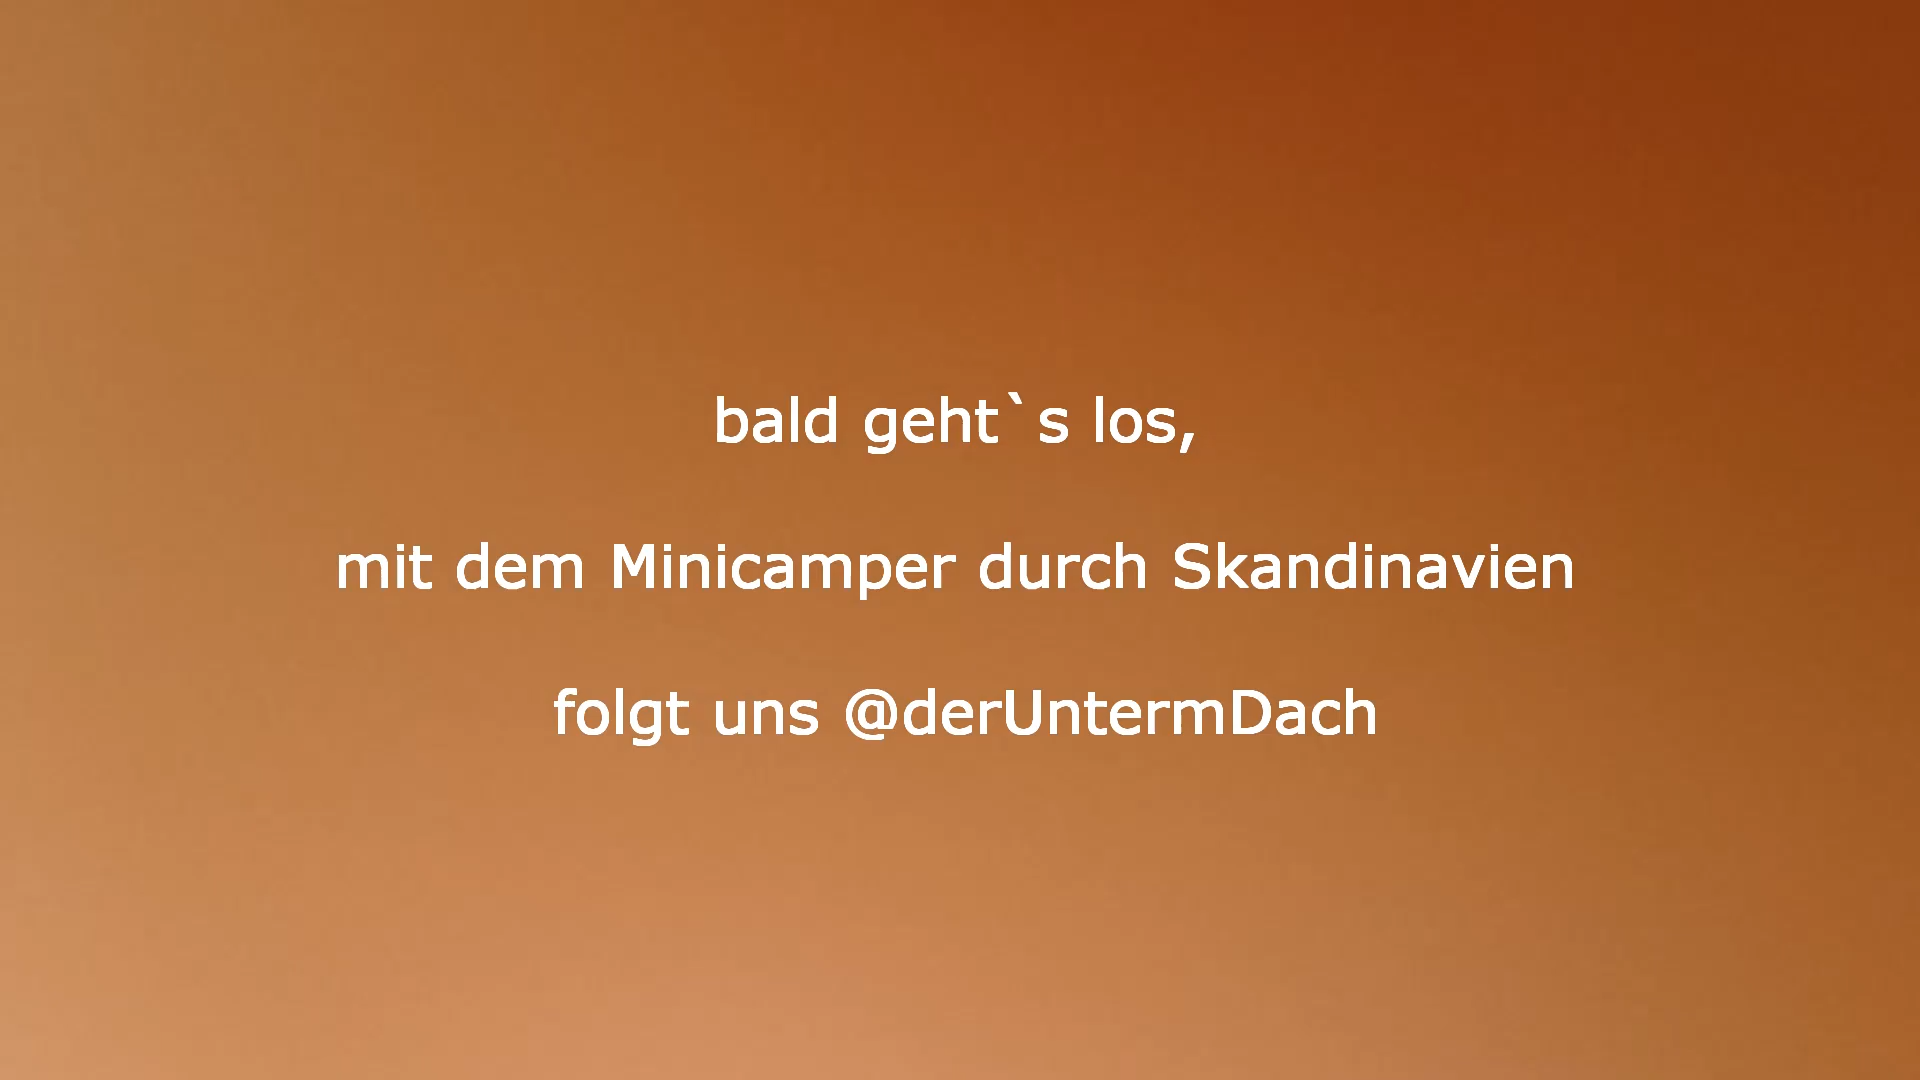 bald geht`s los,
mit dem Minicamper durch Skandinavien
folgt uns @derUntermDach